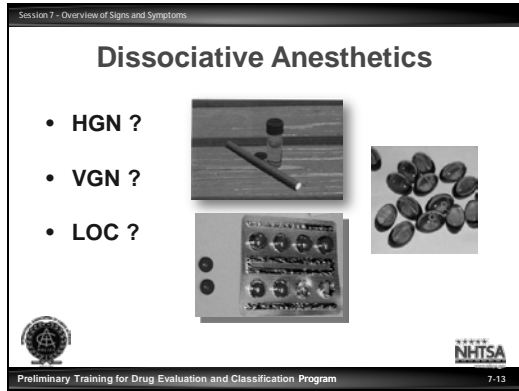 Session 7 - Overview of Signs and Symptoms
Dissociative Anesthetics
• HGN ?
• VGN ?
• LOC ?
NHTSA
Preliminary Training for Drug Evaluation and Classification Program
7-13